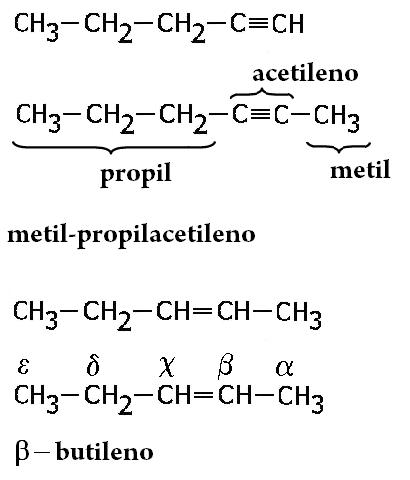 CH₃−CH₂−CH₂−C≡CH
acetileno
CH₃−CH₂−CH₂−C≡C−CH₃
propil metil
metil-propilacetileno
CH₃−CH₂−CH=CH−CH₃
ε δ χ β α
CH₃−CH₂−CH=CH−CH₃
β−butileno